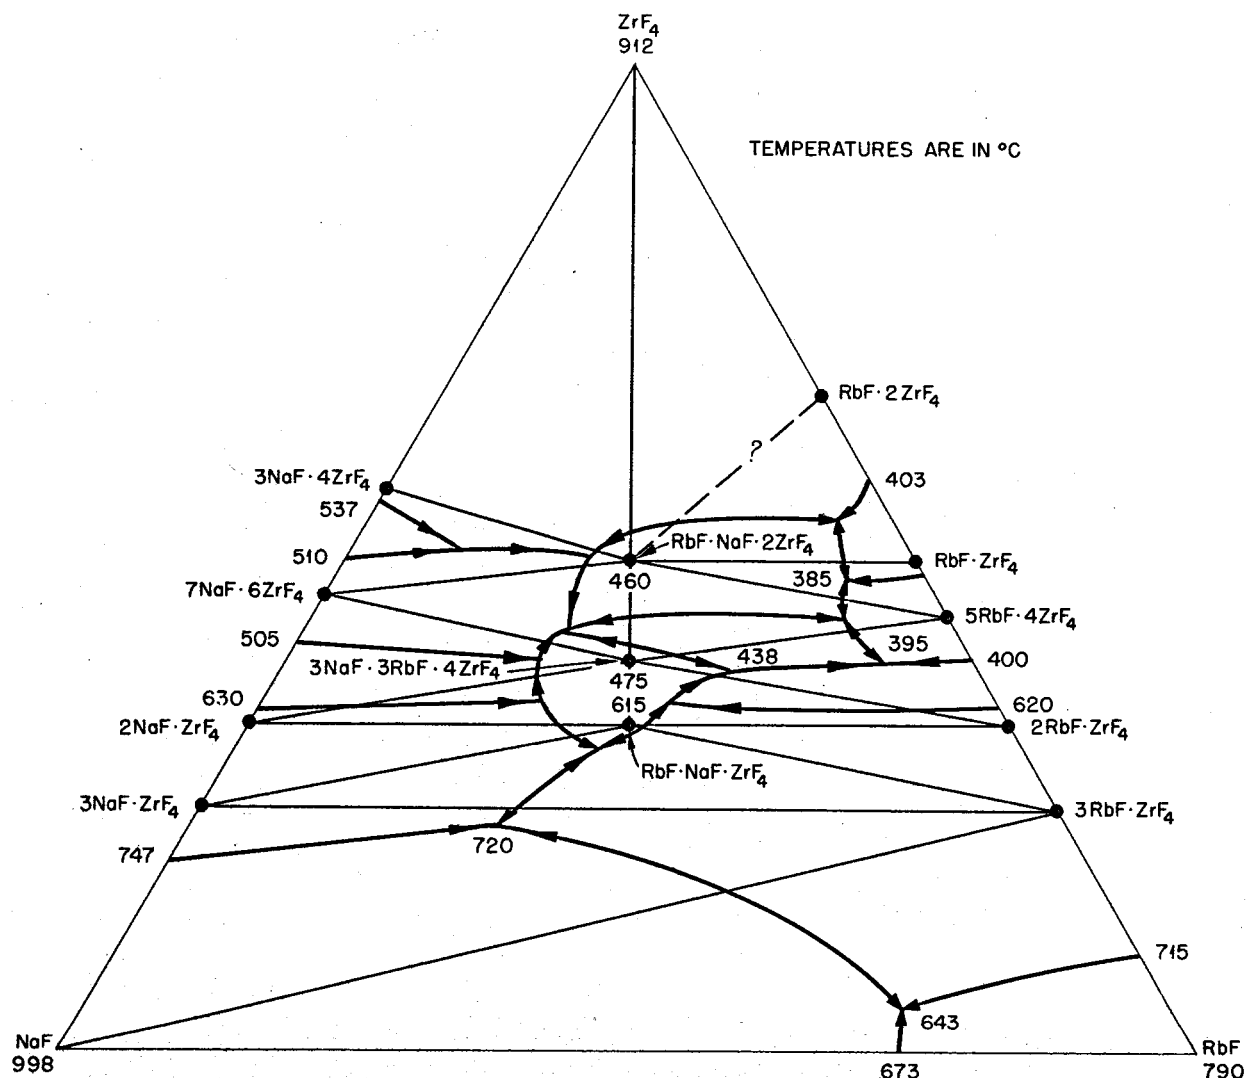 ZrF4
912
TEMPERATURES ARE IN °C
RbF·2ZrF4
?
3NaF·4ZrF4
537
403
510
RbF·NaF·2ZrF4
RbF·ZrF4
460
385
7NaF·6ZrF4
5RbF·4ZrF4
505
395
3NaF·3RbF·4ZrF4
438
400
475
630
615
620
2NaF·ZrF4
2RbF·ZrF4
RbF·NaF·ZrF4
3NaF·ZrF4
3RbF·ZrF4
747
720
715
643
NaF
998
673
RbF
790